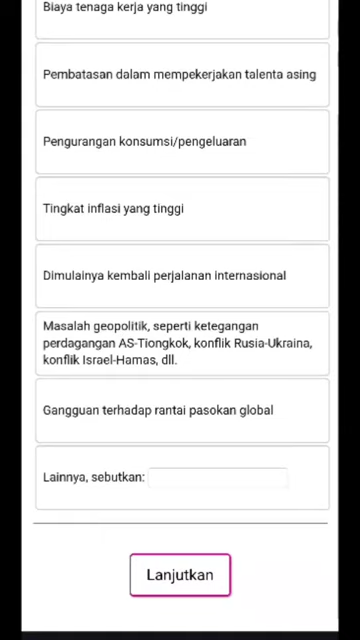 Biaya tenaga kerja yang tinggi
Pembatasan dalam mempekerjakan talenta asing
Pengurangan konsumsi/pengeluaran
Tingkat inflasi yang tinggi
Dimulainya kembali perjalanan internasional
Masalah geopolitik, seperti ketegangan
perdagangan AS-Tiongkok, konflik Rusia-Ukraina,
konflik Israel-Hamas, dll.
Gangguan terhadap rantai pasokan global
Lainnya, sebutkan:
Lanjutkan